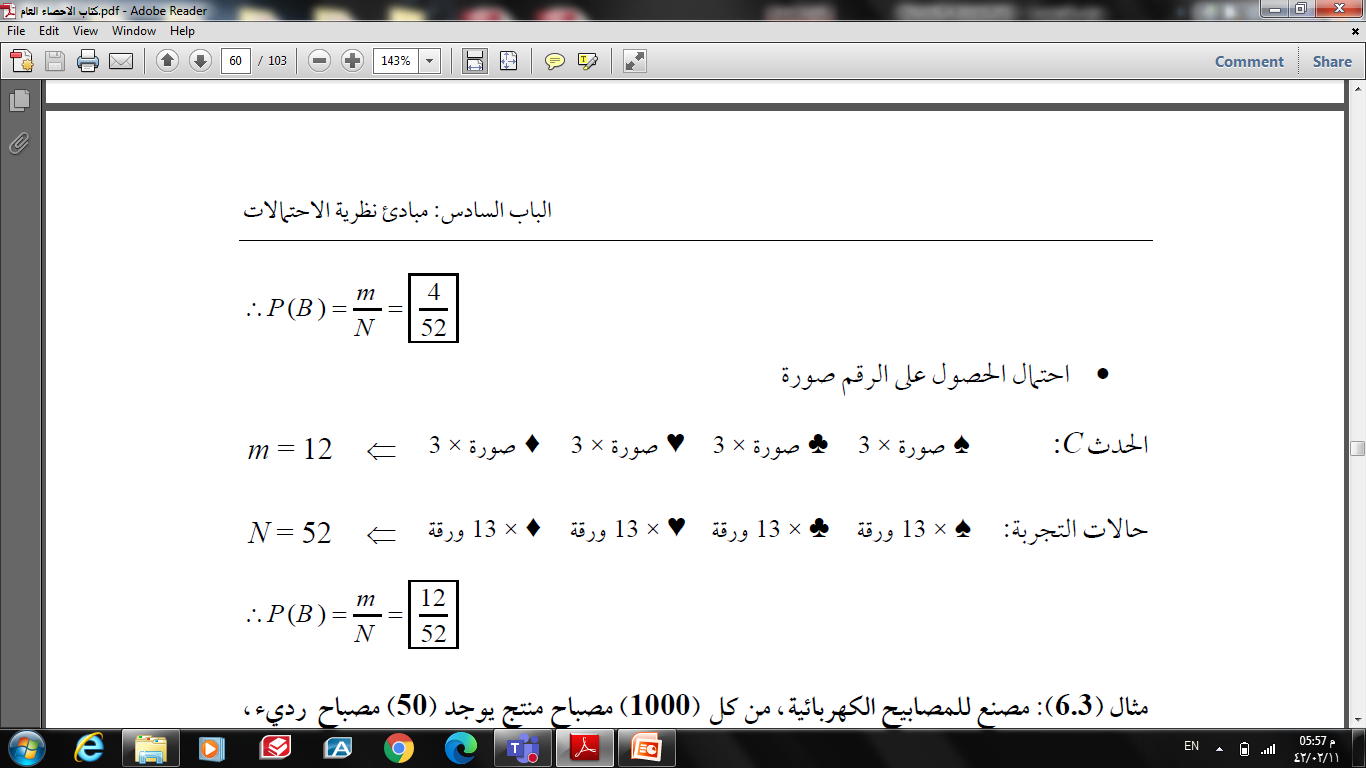 كتاب الاحصاء العام.pdf - Adobe Reader
File Edit View Window Help
60 / 103 143% Comment Share
الباب السادس: مبادئ نظرية الاحتمالات
∴ P(B) = m/N = 4/52
• احتمال الحصول على الرقم صورة
الحدث C: ♠ صورة × 3 ♣ صورة × 3 ♥ صورة × 3 ♦ صورة × 3 ⇐ m = 12
حالات التجربة: ♠ × 13 ورقة ♣ × 13 ورقة ♥ × 13 ورقة ♦ × 13 ورقة ⇐ N = 52
∴ P(B) = m/N = 12/52
مثال (6.3): مصنع للمصابيح الكهربائية، من كل (1000) مصباح منتج يوجد (50) مصباح رديء،
EN 05:57 م
٤٢/٠٢/١١